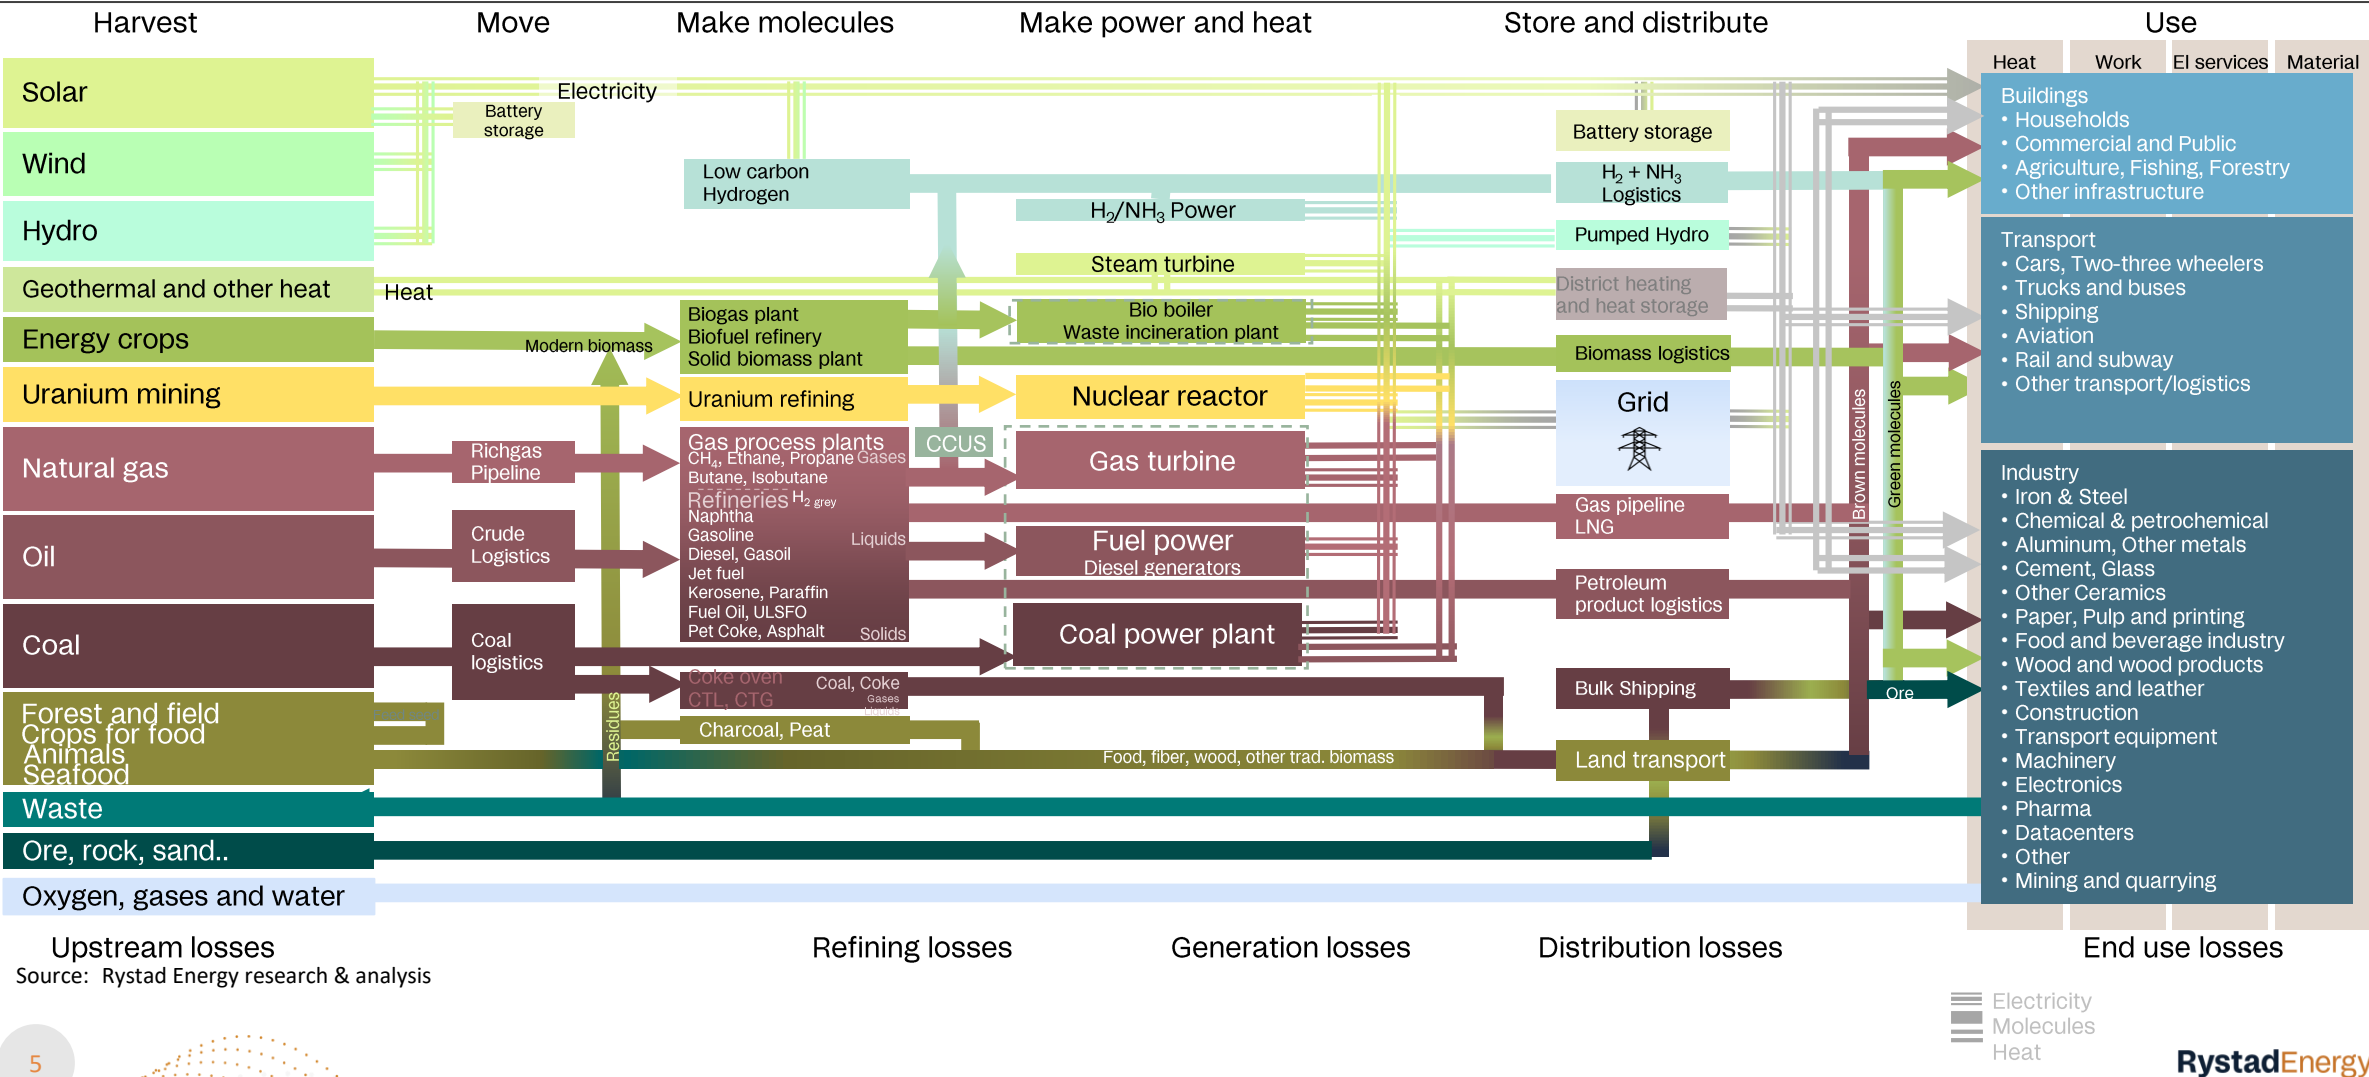 Harvest
Move
Make molecules
Make power and heat
Store and distribute
Use
Heat
Work
El services
Material
Solar
Wind
Hydro
Geothermal and other heat
Energy crops
Uranium mining
Natural gas
Oil
Coal
Forest and field
Crops for food
Animals
Seafood
Waste
Ore, rock, sand..
Oxygen, gases and water
Electricity
Battery
storage
Heat
Modern biomass
Richgas
Pipeline
Crude
Logistics
Coal
logistics
Residues
Low carbon
Hydrogen
Biogas plant
Biofuel refinery
Solid biomass plant
Uranium refining
Gas process plants
CH₄, Ethane, Propane
Gases
Butane, Isobutane
Refineries
H₂ grey
Naphtha
Gasoline
Liquids
Diesel, Gasoil
Jet fuel
Kerosene, Paraffin
Fuel Oil, ULSFO
Pet Coke, Asphalt
Solids
Coke oven
CTL, CTG
Coal, Coke
Gases
Liquids
Charcoal, Peat
CCUS
H₂/NH₃ Power
Steam turbine
Bio boiler
Waste incineration plant
Nuclear reactor
Gas turbine
Fuel power
Diesel generators
Coal power plant
Food, fiber, wood, other trad. biomass
Battery storage
H₂ + NH₃
Logistics
Pumped Hydro
District heating
and heat storage
Biomass logistics
Grid
Gas pipeline
LNG
Petroleum
product logistics
Bulk Shipping
Land transport
Brown molecules
Green molecules
Ore
Buildings
• Households
• Commercial and Public
• Agriculture, Fishing, Forestry
• Other infrastructure
Transport
• Cars, Two-three wheelers
• Trucks and buses
• Shipping
• Aviation
• Rail and subway
• Other transport/logistics
Industry
• Iron & Steel
• Chemical & petrochemical
• Aluminum, Other metals
• Cement, Glass
• Other Ceramics
• Paper, Pulp and printing
• Food and beverage industry
• Wood and wood products
• Textiles and leather
• Construction
• Transport equipment
• Machinery
• Electronics
• Pharma
• Datacenters
• Other
• Mining and quarrying
Upstream losses
Refining losses
Generation losses
Distribution losses
End use losses
Source: Rystad Energy research & analysis
Electricity
Molecules
Heat
5
RystadEnergy